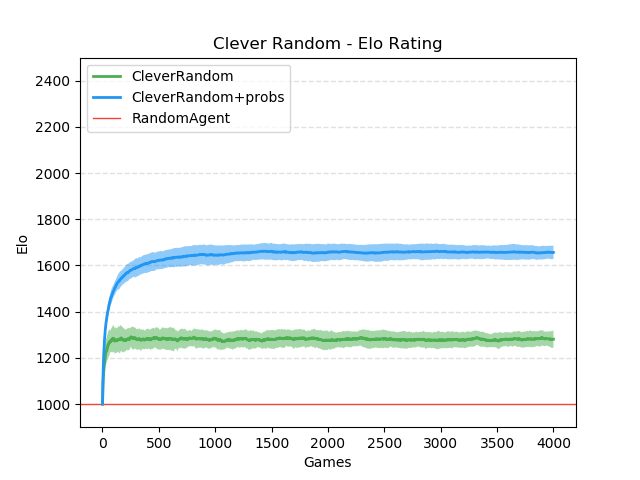 Clever Random - Elo Rating
CleverRandom
CleverRandom+probs
RandomAgent
Elo
2400
2200
2000
1800
1600
1400
1200
1000
0 500 1000 1500 2000 2500 3000 3500 4000
Games